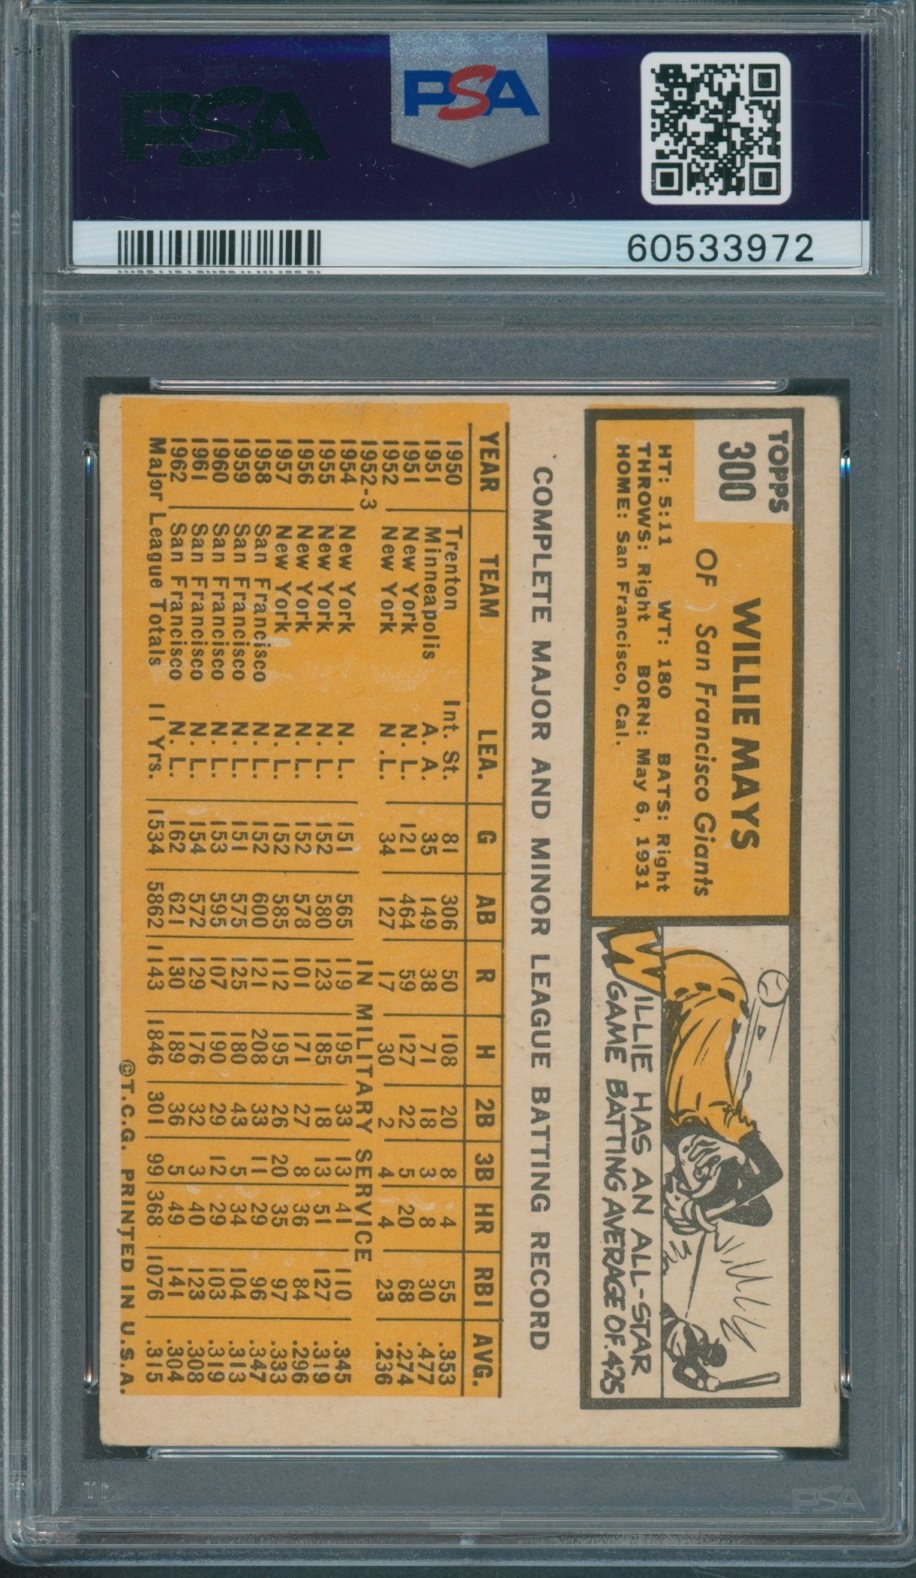 PSA
PSA
60533972
TOPPS
300
WILLIE MAYS
OF San Francisco Giants
HT: 5:11 WT: 180 BATS: Right
THROWS: Right BORN: May 6, 1931
HOME: San Francisco, Cal.
WILLIE HAS AN ALL-STAR
GAME BATTING AVERAGE OF .425
COMPLETE MAJOR AND MINOR LEAGUE BATTING RECORD
YEAR TEAM LEA. G AB R H 2B 3B HR RBI AVG.
1950 Trenton Int. St. 81 306 50 108 20 8 4 55 .353
1951 Minneapolis A. A. 35 149 38 71 18 3 8 30 .477
1951 New York N. L. 121 464 59 127 22 5 20 68 .274
1952 New York N. L. 34 127 17 30 2 4 4 23 .236
1952-3 IN MILITARY SERVICE
1954 New York N. L. 151 565 119 195 33 13 41 110 .345
1955 New York N. L. 152 580 123 185 18 13 51 127 .319
1956 New York N. L. 152 578 101 171 27 8 36 84 .296
1957 New York N. L. 152 585 112 195 26 20 35 97 .333
1958 San Francisco N. L. 152 600 121 208 33 11 29 96 .347
1959 San Francisco N. L. 151 575 125 180 43 5 34 104 .313
1960 San Francisco N. L. 153 595 107 190 29 12 29 103 .319
1961 San Francisco N. L. 154 572 129 176 32 3 40 123 .308
1962 San Francisco N. L. 162 621 130 189 36 5 49 141 .304
Major League Totals 11 Yrs. 1534 5862 1143 1846 301 99 368 1076 .315
©T.C.G. PRINTED IN U.S.A.
PSA